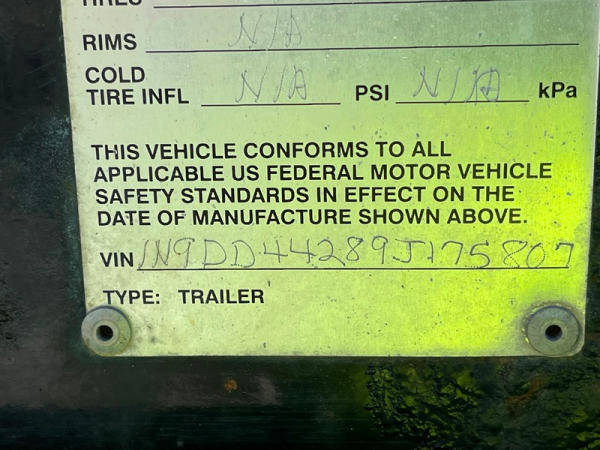 TIRES
RIMS N/A
COLD
TIRE INFL N/A PSI N/A kPa
THIS VEHICLE CONFORMS TO ALL
APPLICABLE US FEDERAL MOTOR VEHICLE
SAFETY STANDARDS IN EFFECT ON THE
DATE OF MANUFACTURE SHOWN ABOVE.
VIN 1N9DD44289J175807
TYPE: TRAILER